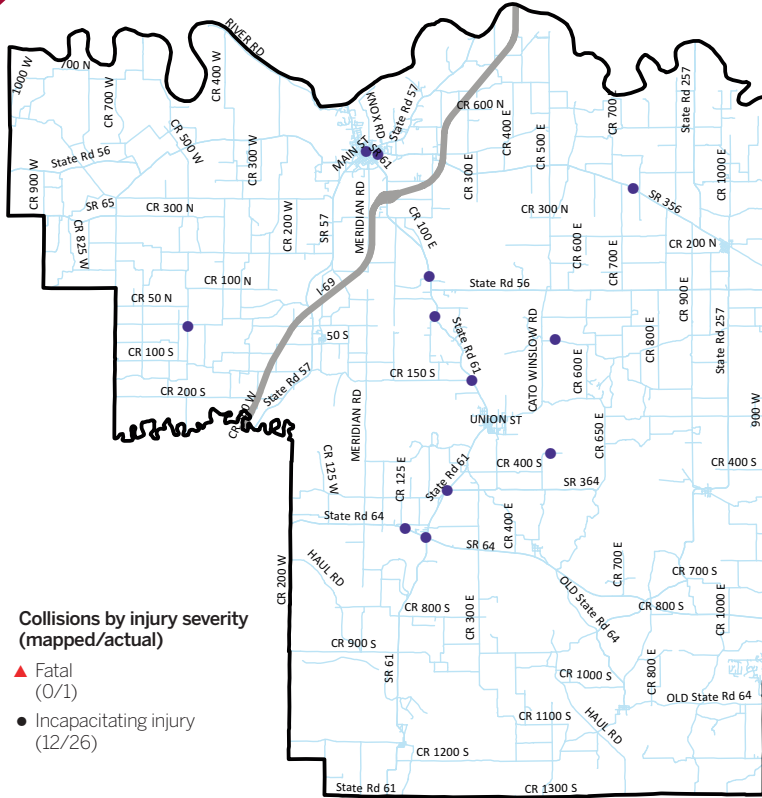 RIVER RD
1000 W
700 N
CR 700 W
CR 400 W
CR 500 W
CR 300 W
KNOX RD
State Rd 57
CR 600 N
CR 400 E
CR 500 E
CR 300 E
CR 700
State Rd 257
CR 1000 E
State Rd 56
MAIN ST
SR 61
CR 900 W
SR 65
CR 300 N
CR 825 W
CR 200 W
SR 57
MERIDIAN RD
CR 100 E
CR 300 N
SR 356
CR 600 E
CR 700 E
CR 200 N
CR 100 N
I-69
State Rd 56
CR 900 E
CR 50 N
CR 100 S
50 S
State Rd 61
CATO WINSLOW RD
CR 600 E
CR 800 E
State Rd 257
CR 200 S
State Rd 57
CR 150 S
MERIDIAN RD
UNION ST
CR 650 E
900 W
CR 125 W
CR 125 E
State Rd 61
CR 400 S
SR 364
CR 400 S
State Rd 64
CR 400 E
SR 64
CR 200 W
HAUL RD
CR 700 E
CR 700 S
OLD State Rd 64
CR 800 S
CR 300 E
CR 800 S
CR 1000 E
CR 900 S
SR 61
CR 1000 S
CR 800 E
OLD State Rd 64
CR 1100 S
HAUL RD
CR 1200 S
State Rd 61
CR 1300 S
Collisions by injury severity
(mapped/actual)
Fatal
(0/1)
Incapacitating injury
(12/26)